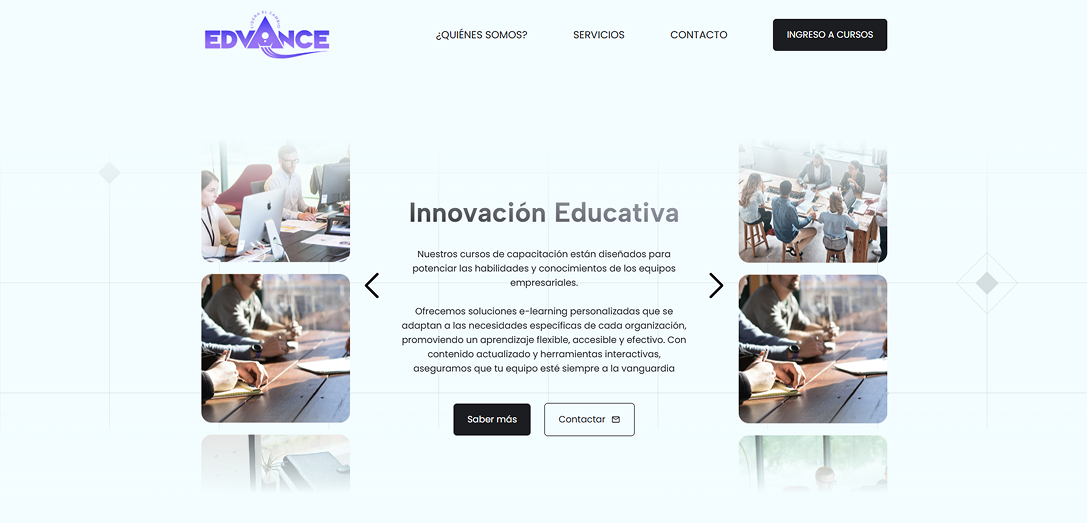 LIDERA EL CAMBIO
EDVANCE
¿QUIÉNES SOMOS?
SERVICIOS
CONTACTO
INGRESO A CURSOS
Innovación Educativa
Nuestros cursos de capacitación están diseñados para
potenciar las habilidades y conocimientos de los equipos
empresariales.
Ofrecemos soluciones e-learning personalizadas que se
adaptan a las necesidades específicas de cada organización,
promoviendo un aprendizaje flexible, accesible y efectivo. Con
contenido actualizado y herramientas interactivas,
aseguramos que tu equipo esté siempre a la vanguardia
Saber más
Contactar